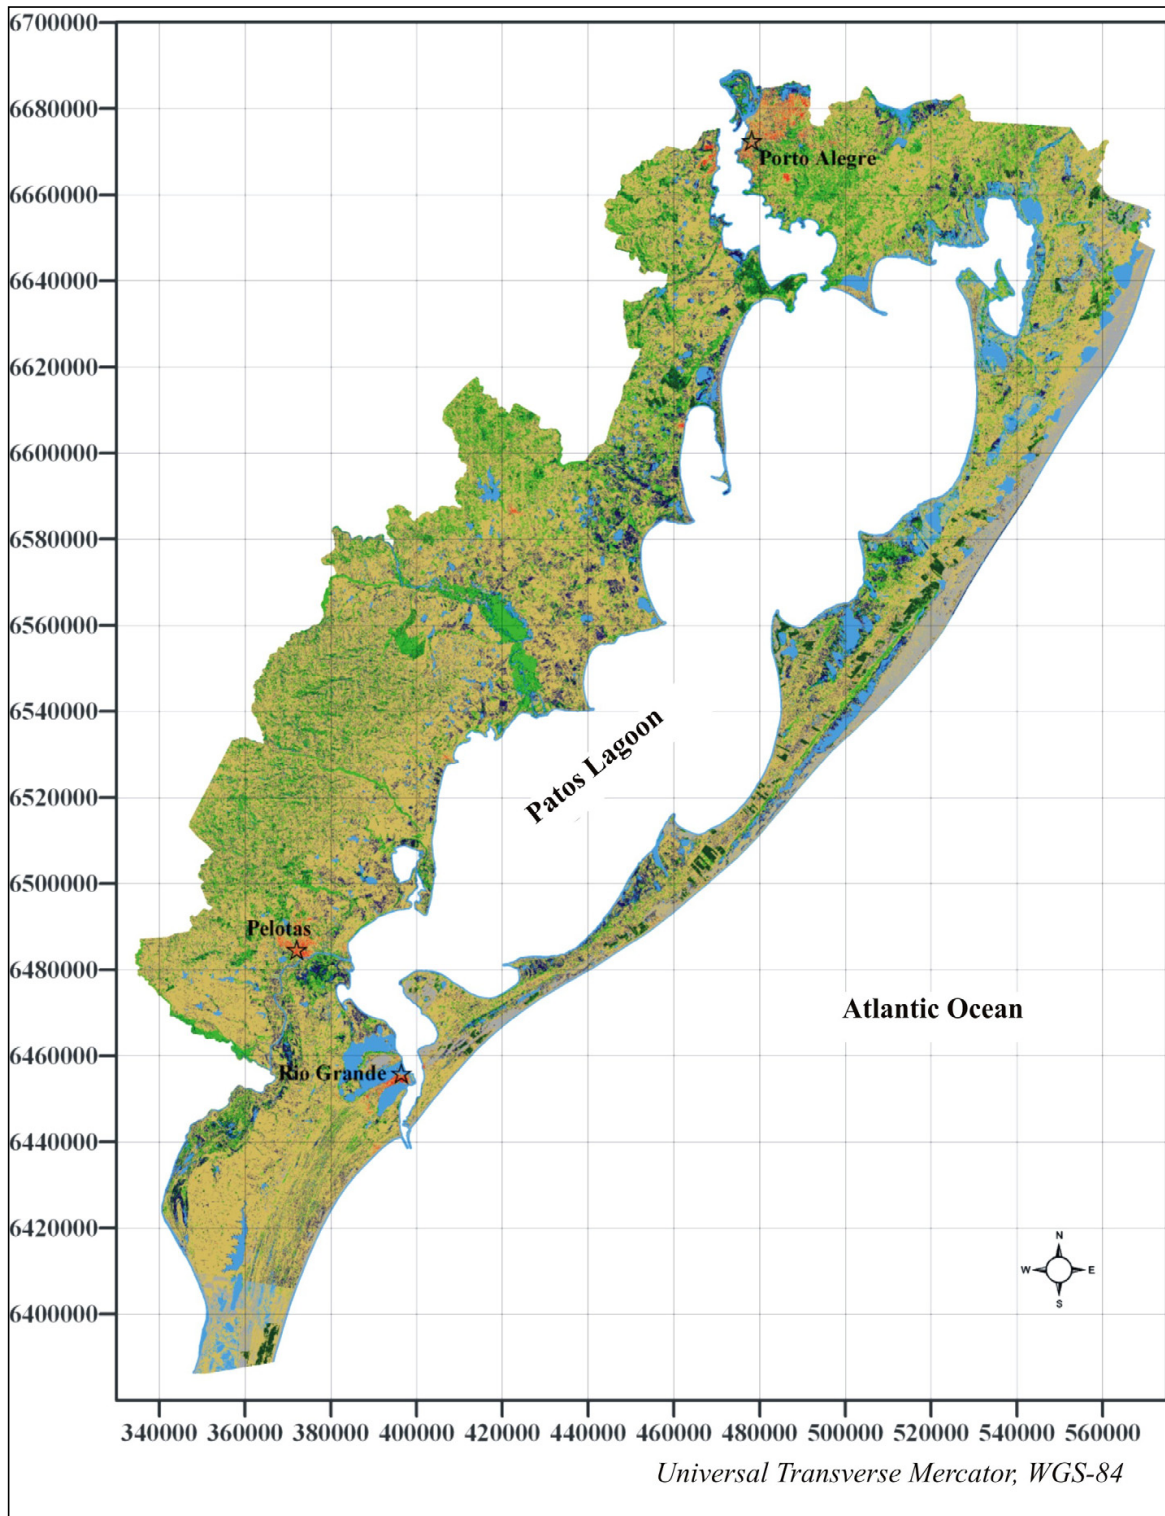 6700000
6680000
Porto Alegre
6660000
6640000
6620000
6600000
6580000
6560000
6540000
Patos Lagoon
6520000
6500000
Pelotas
6480000
Atlantic Ocean
6460000
Rio Grande
6440000
6420000
N
W E
S
6400000
340000 360000 380000 400000 420000 440000 460000 480000 500000 520000 540000 560000
Universal Transverse Mercator, WGS-84